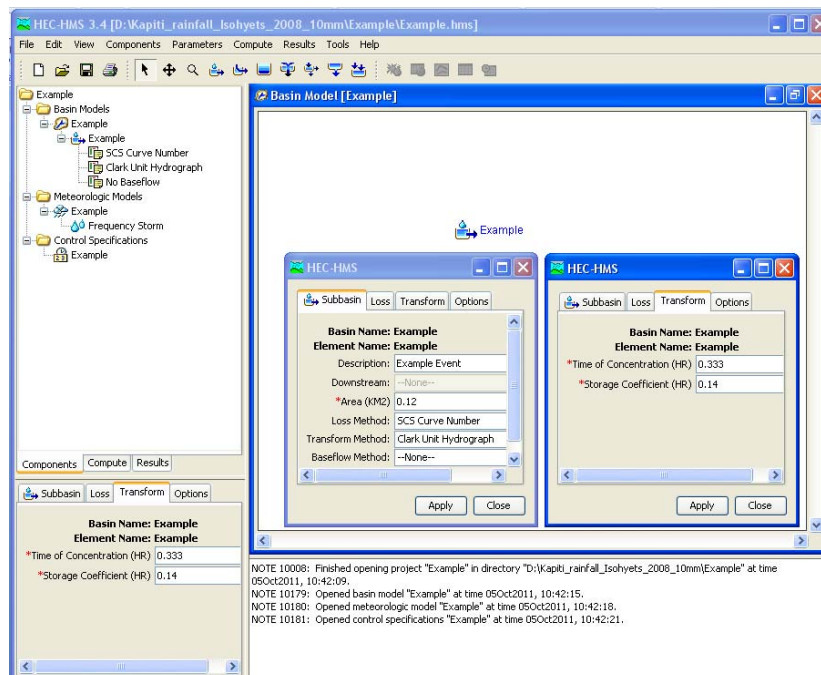 HEC-HMS 3.4 [D:\Kapiti_rainfall_Isohyets_2008_10mm\Example\Example.hms]
File Edit View Components Parameters Compute Results Tools Help
Example
Basin Models
Example
Example
SCS Curve Number
Clark Unit Hydrograph
No Baseflow
Meteorologic Models
Example
Frequency Storm
Control Specifications
Example
Components Compute Results
Subbasin Loss Transform Options
Basin Name: Example
Element Name: Example
*Time of Concentration (HR) 0.333
*Storage Coefficient (HR) 0.14
Basin Model [Example]
Example
HEC-HMS
Subbasin Loss Transform Options
Basin Name: Example
Element Name: Example
Description: Example Event
Downstream: --None--
*Area (KM2) 0.12
Loss Method: SCS Curve Number
Transform Method: Clark Unit Hydrograph
Baseflow Method: --None--
Apply Close
HEC-HMS
Subbasin Loss Transform Options
Basin Name: Example
Element Name: Example
*Time of Concentration (HR) 0.333
*Storage Coefficient (HR) 0.14
Apply Close
NOTE 10008: Finished opening project "Example" in directory "D:\Kapiti_rainfall_Isohyets_2008_10mm\Example" at time
05Oct2011, 10:42:09.
NOTE 10179: Opened basin model "Example" at time 05Oct2011, 10:42:15.
NOTE 10180: Opened meteorologic model "Example" at time 05Oct2011, 10:42:18.
NOTE 10181: Opened control specifications "Example" at time 05Oct2011, 10:42:21.